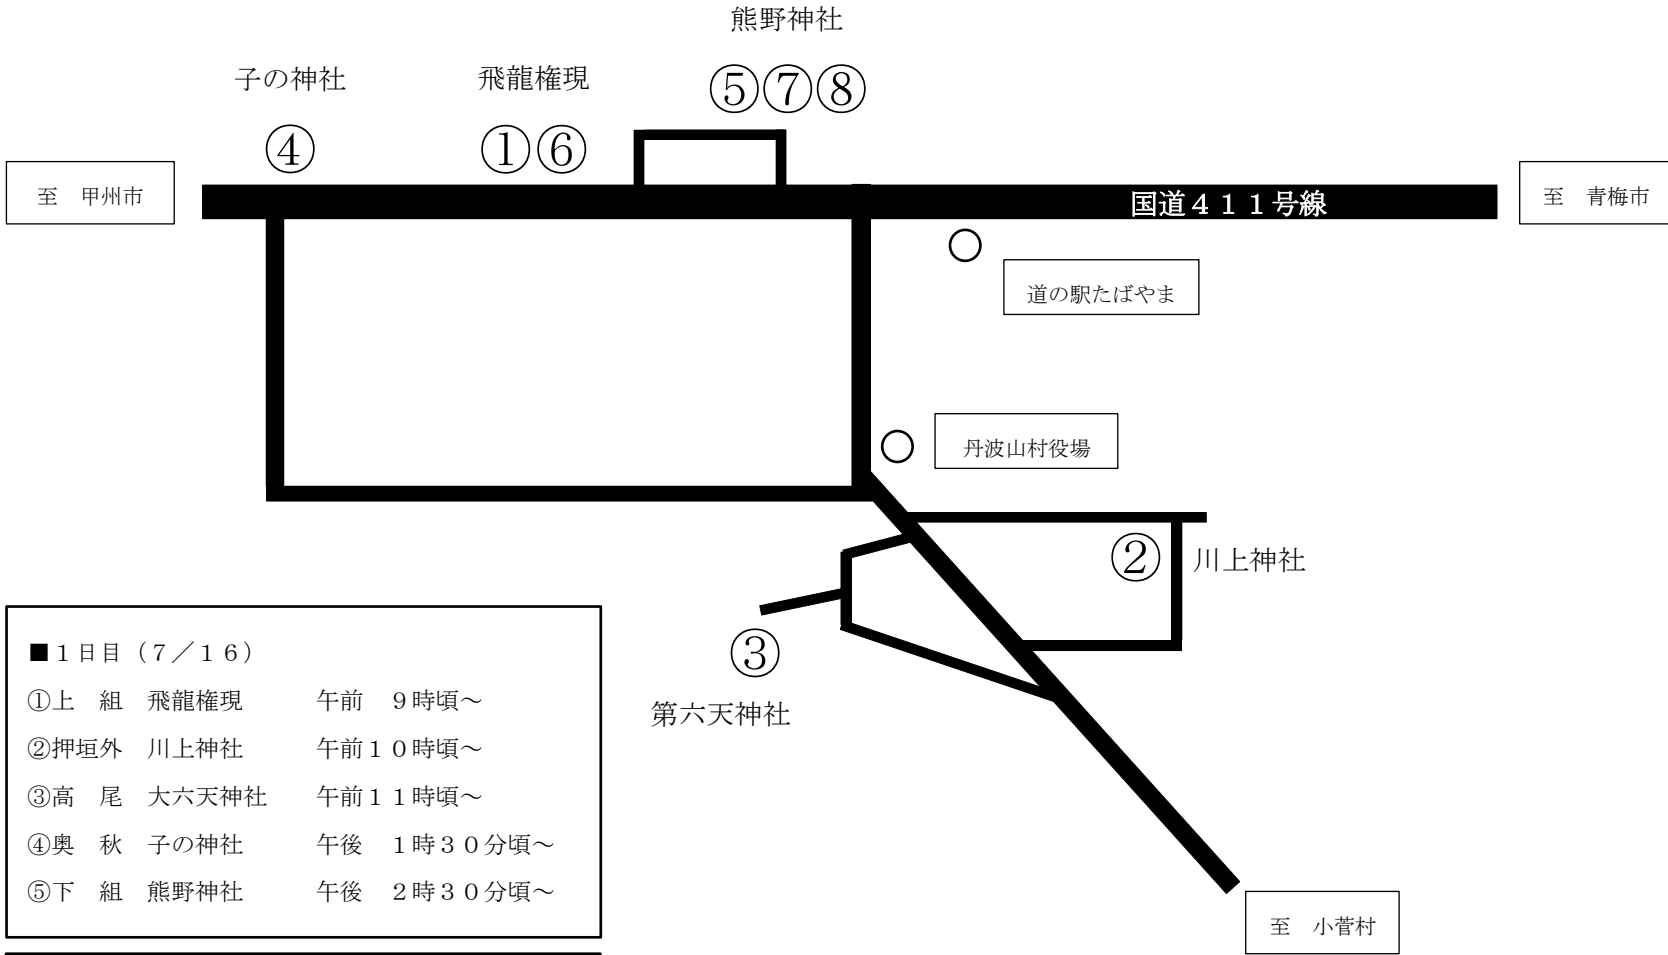 熊野神社
子の神社
飛龍権現
⑤⑦⑧
④
①⑥
至　甲州市
国道４１１号線
至　青梅市
道の駅たばやま
丹波山村役場
②
川上神社
③
第六天神社
■１日目（７／１６）
①上　組　飛龍権現　　　午前　９時頃～
②押垣外　川上神社　　　午前１０時頃～
③高　尾　大六天神社　　午前１１時頃～
④奥　秋　子の神社　　　午後　１時３０分頃～
⑤下　組　熊野神社　　　午後　２時３０分頃～
至　小菅村